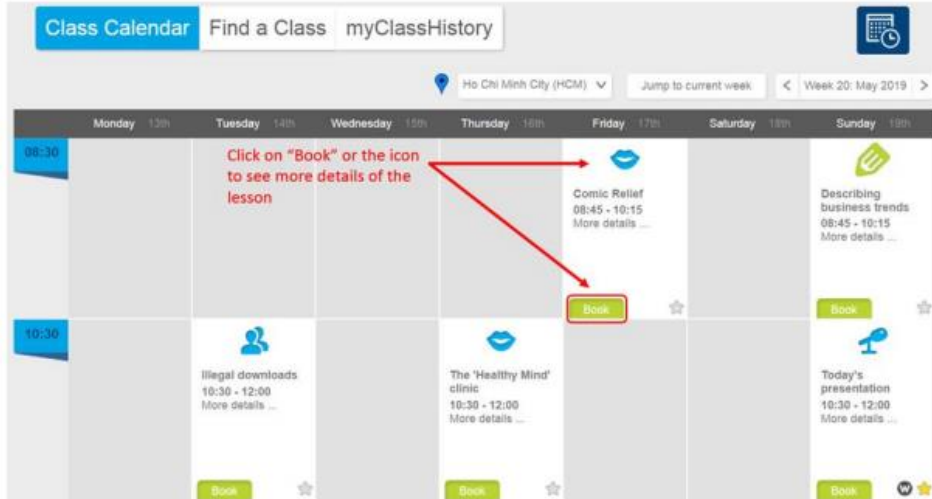 Class Calendar Find a Class myClassHistory
Ho Chi Minh City (HCM) Jump to current week < Week 20: May 2019 >
Monday 13th Tuesday 14th Wednesday 15th Thursday 16th Friday 17th Saturday 18th Sunday 19th
08:30
Click on "Book" or the icon
to see more details of the
lesson
Comic Relief
08:45 - 10:15
More details ...
Book
Describing
business trends
08:45 - 10:15
More details ...
Book
10:30
Illegal downloads
10:30 - 12:00
More details ...
Book
The 'Healthy Mind'
clinic
10:30 - 12:00
More details ...
Book
Today's
presentation
10:30 - 12:00
More details ...
Book W